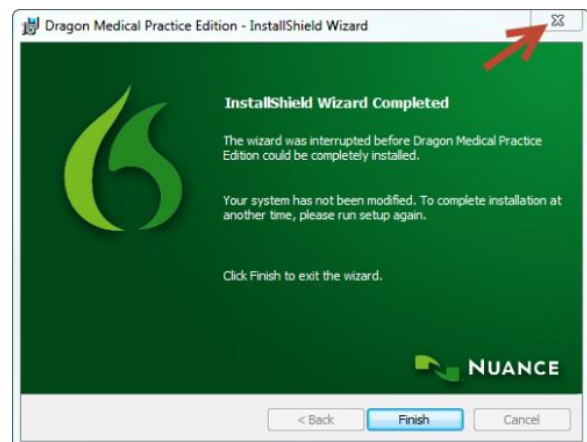 Dragon Medical Practice Edition - InstallShield Wizard
InstallShield Wizard Completed
The wizard was interrupted before Dragon Medical Practice
Edition could be completely installed.
Your system has not been modified. To complete installation at
another time, please run setup again.
Click Finish to exit the wizard.
NUANCE
< Back Finish Cancel